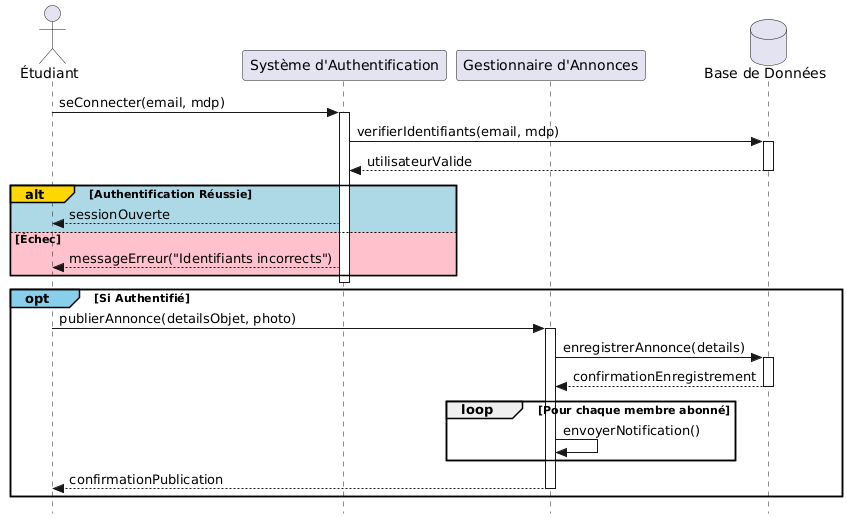 Étudiant
Système d'Authentification
Gestionnaire d'Annonces
Base de Données
seConnecter(email, mdp)
verifierIdentifiants(email, mdp)
utilisateurValide
alt [Authentification Réussie]
sessionOuverte
[Échec]
messageErreur("Identifiants incorrects")
opt [Si Authentifié]
publierAnnonce(detailsObjet, photo)
enregistrerAnnonce(details)
confirmationEnregistrement
loop [Pour chaque membre abonné]
envoyerNotification()
confirmationPublication